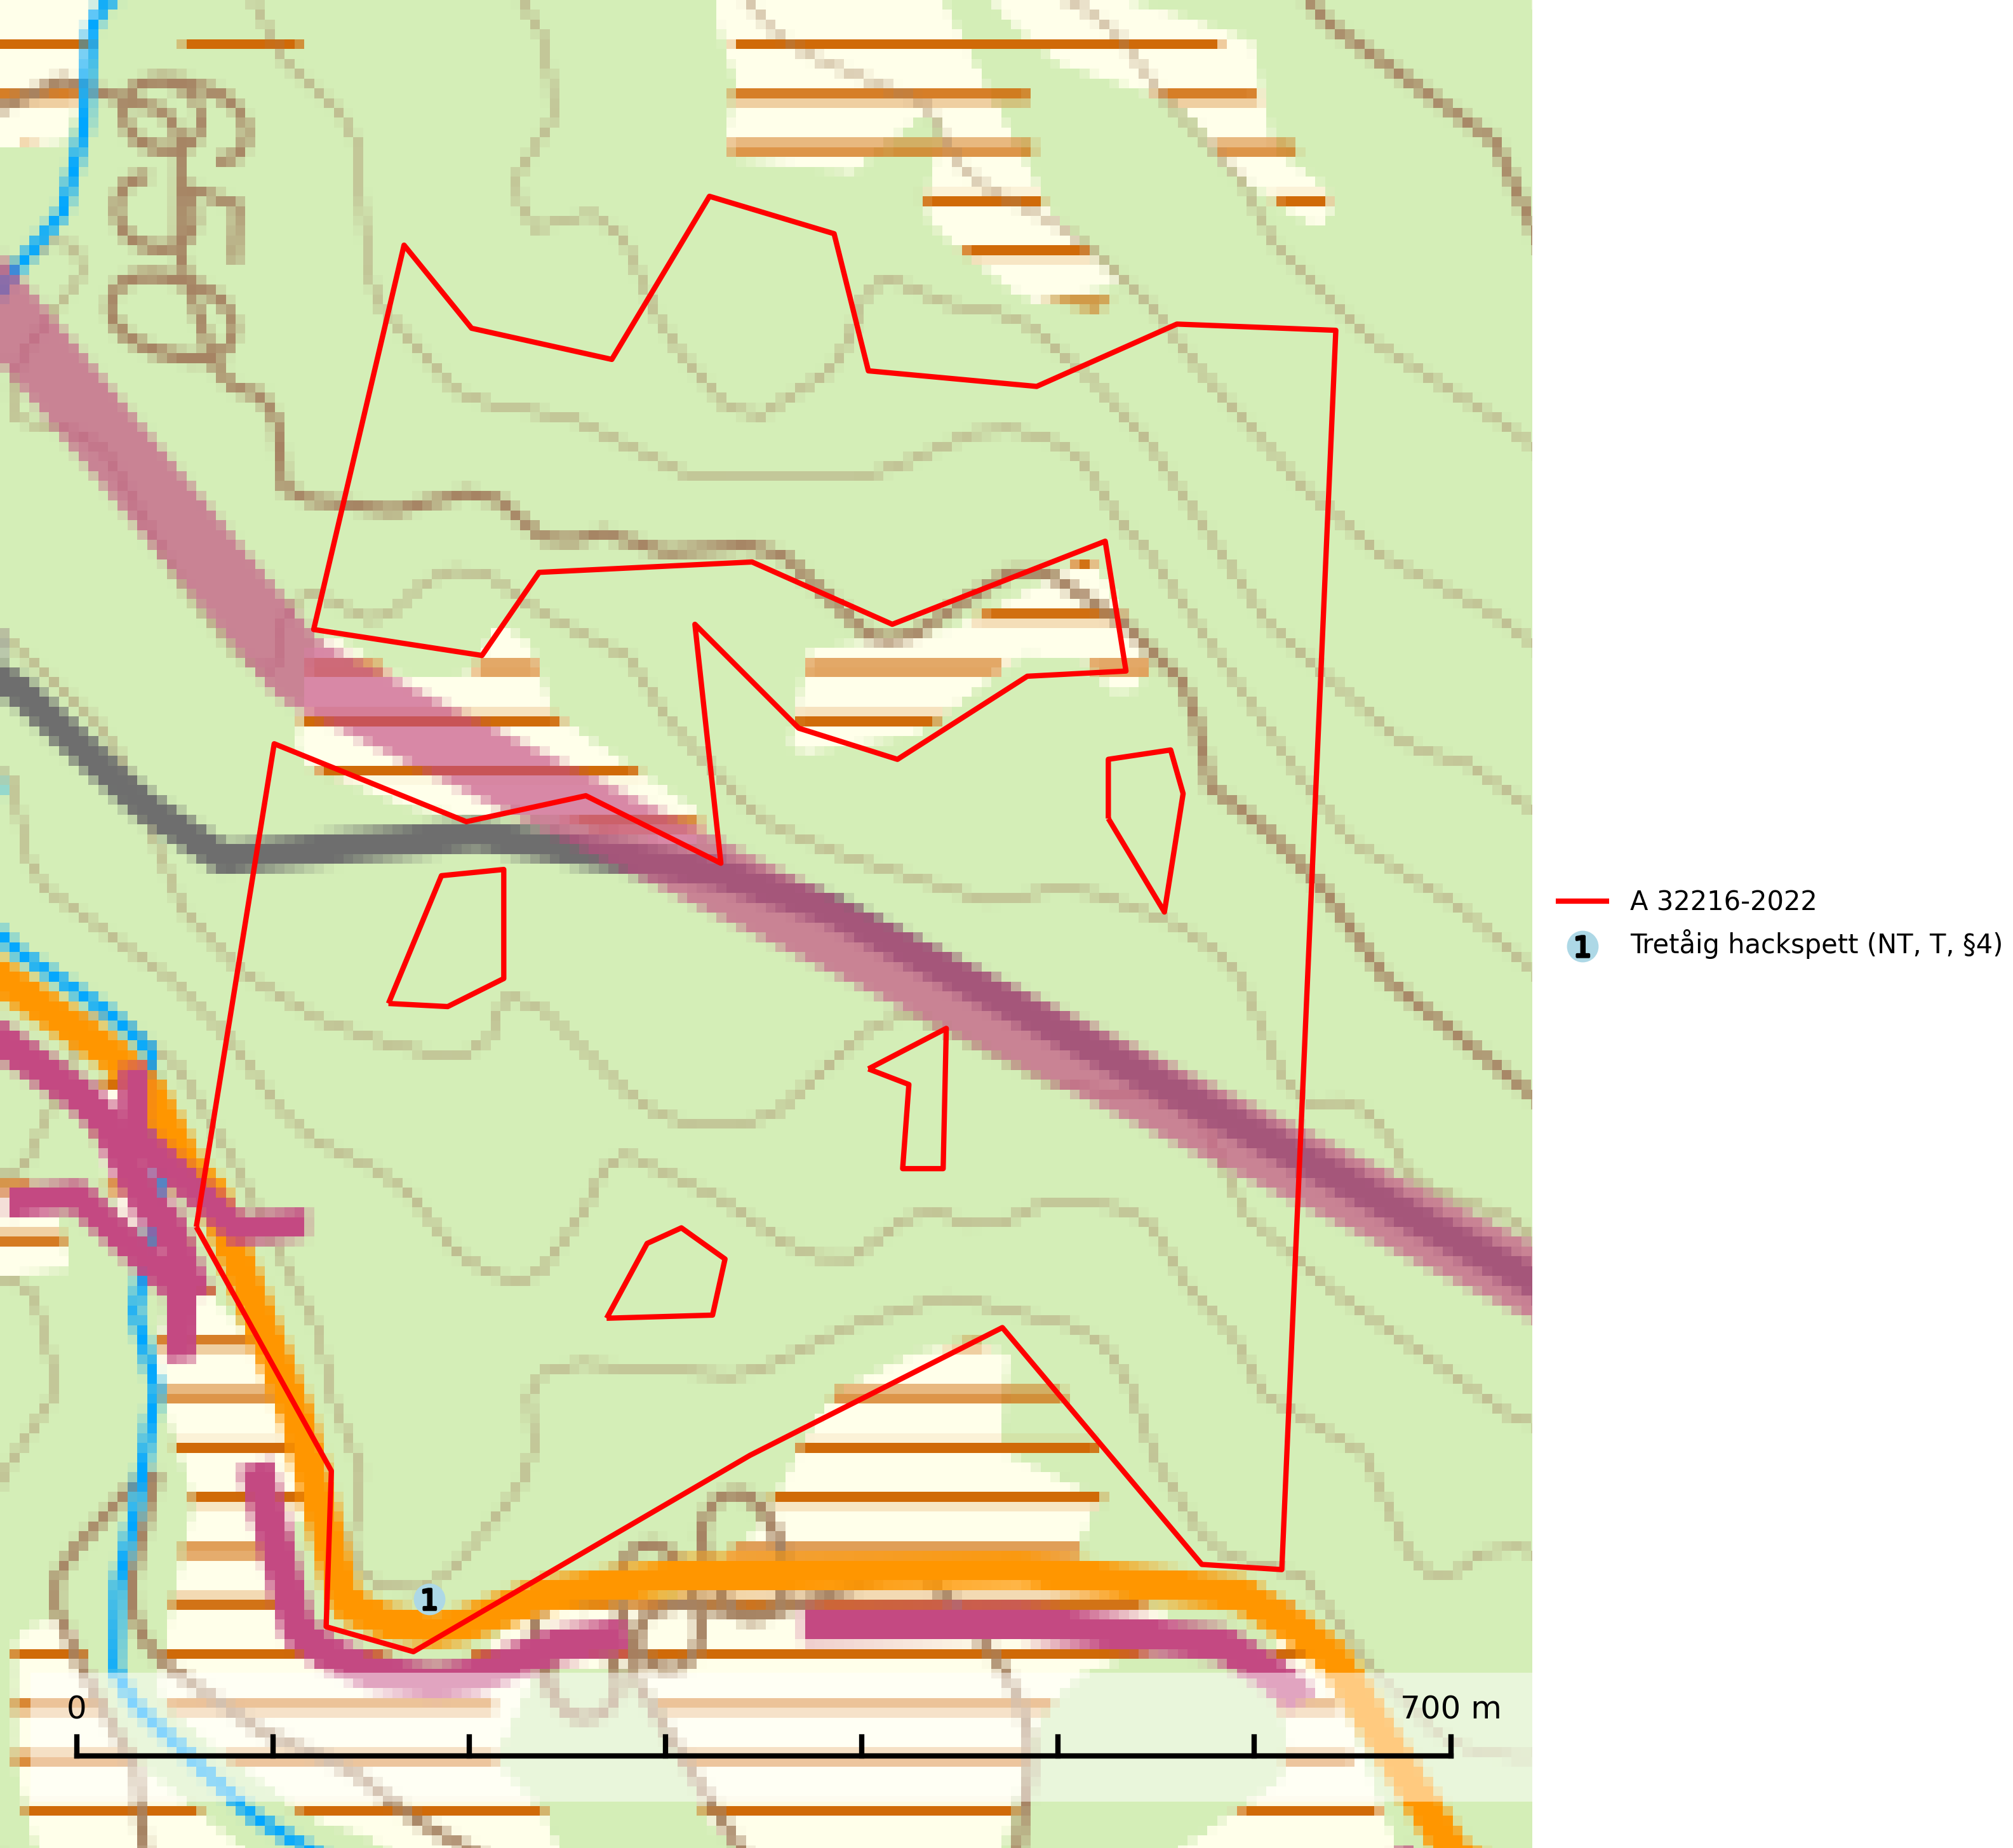 A 32216-2022
1 Tretåig hackspett (NT, T, §4)
1
0 700 m